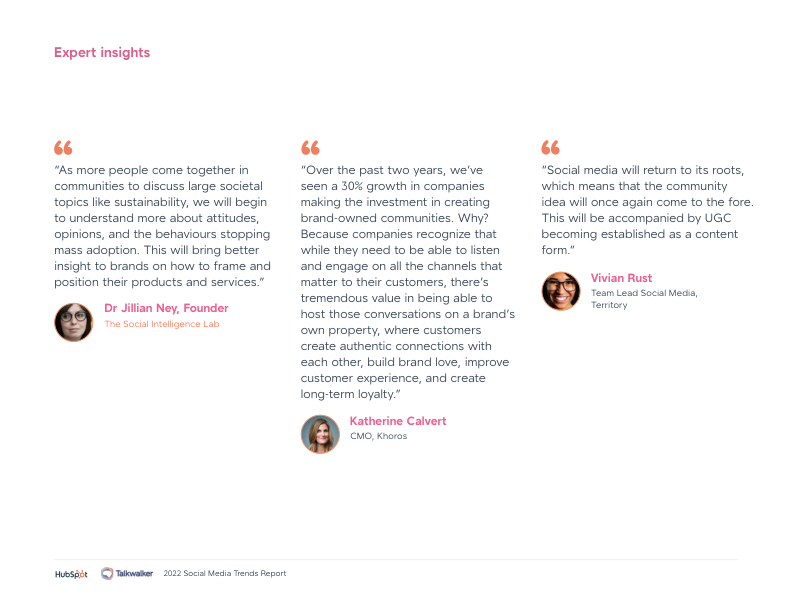 Expert insights
“As more people come together in
communities to discuss large societal
topics like sustainability, we will begin
to understand more about attitudes,
opinions, and the behaviours stopping
mass adoption. This will bring better
insight to brands on how to frame and
position their products and services.”
Dr Jillian Ney, Founder
The Social Intelligence Lab
“Over the past two years, we’ve
seen a 30% growth in companies
making the investment in creating
brand-owned communities. Why?
Because companies recognize that
while they need to be able to listen
and engage on all the channels that
matter to their customers, there’s
tremendous value in being able to
host those conversations on a brand’s
own property, where customers
create authentic connections with
each other, build brand love, improve
customer experience, and create
long-term loyalty.”
Katherine Calvert
CMO, Khoros
“Social media will return to its roots,
which means that the community
idea will once again come to the fore.
This will be accompanied by UGC
becoming established as a content
form.”
Vivian Rust
Team Lead Social Media,
Territory
HubSpot Talkwalker 2022 Social Media Trends Report